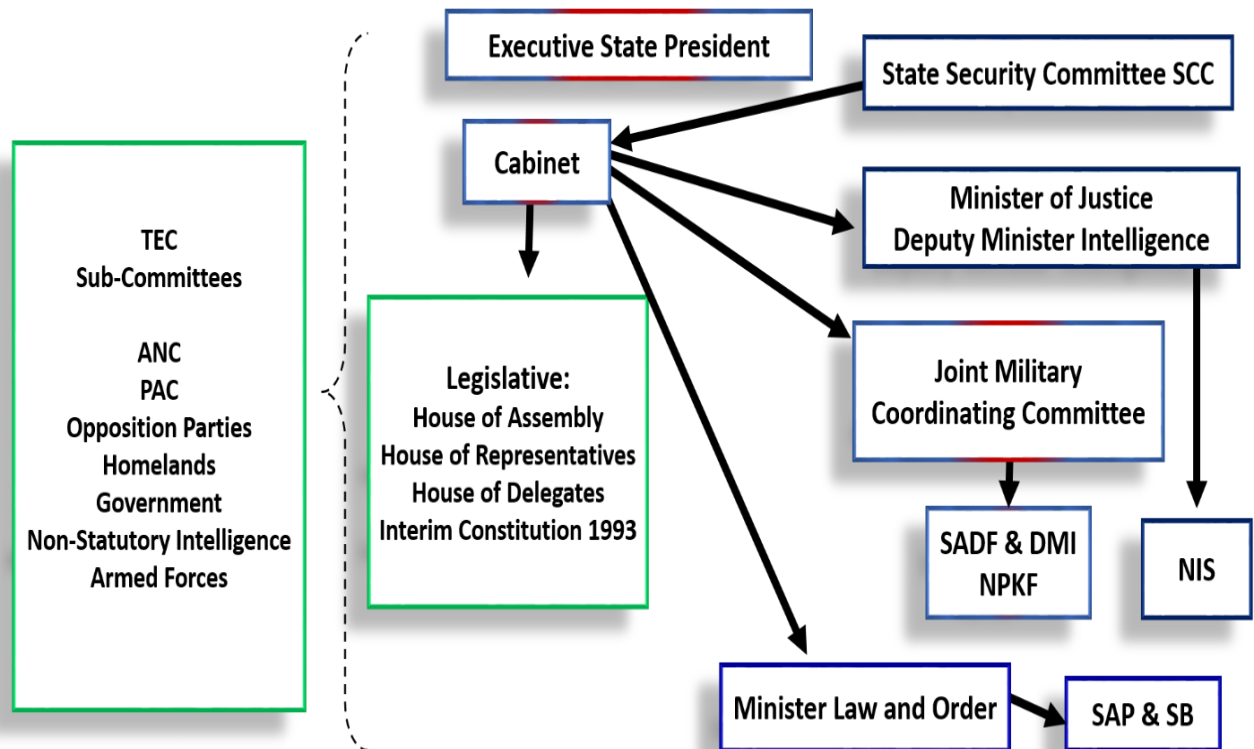 Executive State President
State Security Committee SCC
Cabinet
Minister of Justice
Deputy Minister Intelligence
TEC
Sub-Committees
ANC
PAC
Opposition Parties
Homelands
Government
Non-Statutory Intelligence
Armed Forces
Legislative:
House of Assembly
House of Representatives
House of Delegates
Interim Constitution 1993
Joint Military
Coordinating Committee
SADF & DMI
NPKF
NIS
Minister Law and Order
SAP & SB